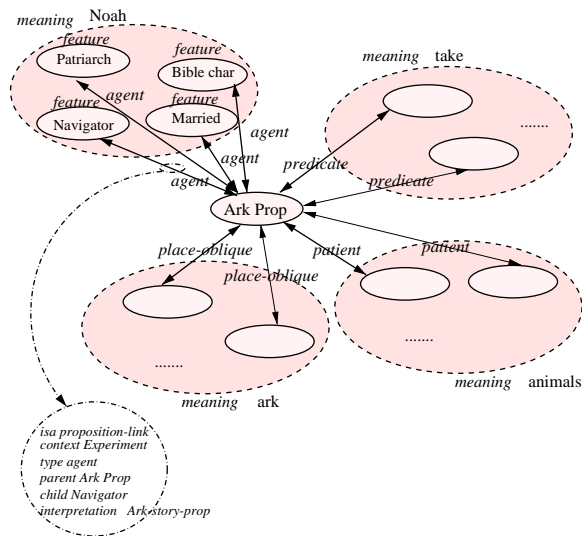 meaning Noah
feature
Patriarch
feature
Bible char
feature
Navigator
feature
Married
agent
agent
agent
agent
meaning take
.......
predicate
predicate
Ark Prop
place-oblique
place-oblique
patient
patient
.......
meaning ark
.......
meaning animals
isa proposition-link
context Experiment
type agent
parent Ark Prop
child Navigator
interpretation Ark-story-prop